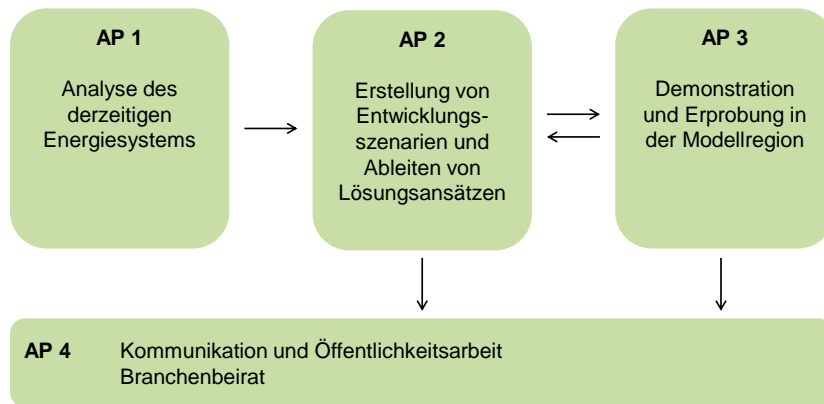 AP 1
Analyse des
derzeitigen
Energiesystems
AP 2
Erstellung von
Entwicklungs-
szenarien und
Ableiten von
Lösungsansätzen
AP 3
Demonstration
und Erprobung in
der Modellregion
AP 4 Kommunikation und Öffentlichkeitsarbeit
Branchenbeirat